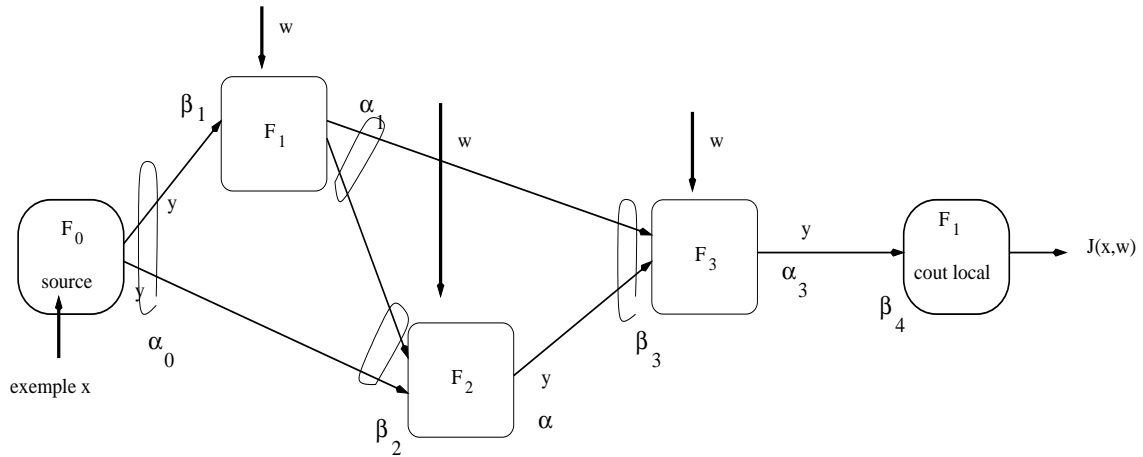 w
β₁
α₁
F₁
w
w
y
F₀
source
y
α₀
exemple x
F₂
β₂
y
α
F₃
β₃
y
α₃
F₁
cout local
β₄
J(x,w)